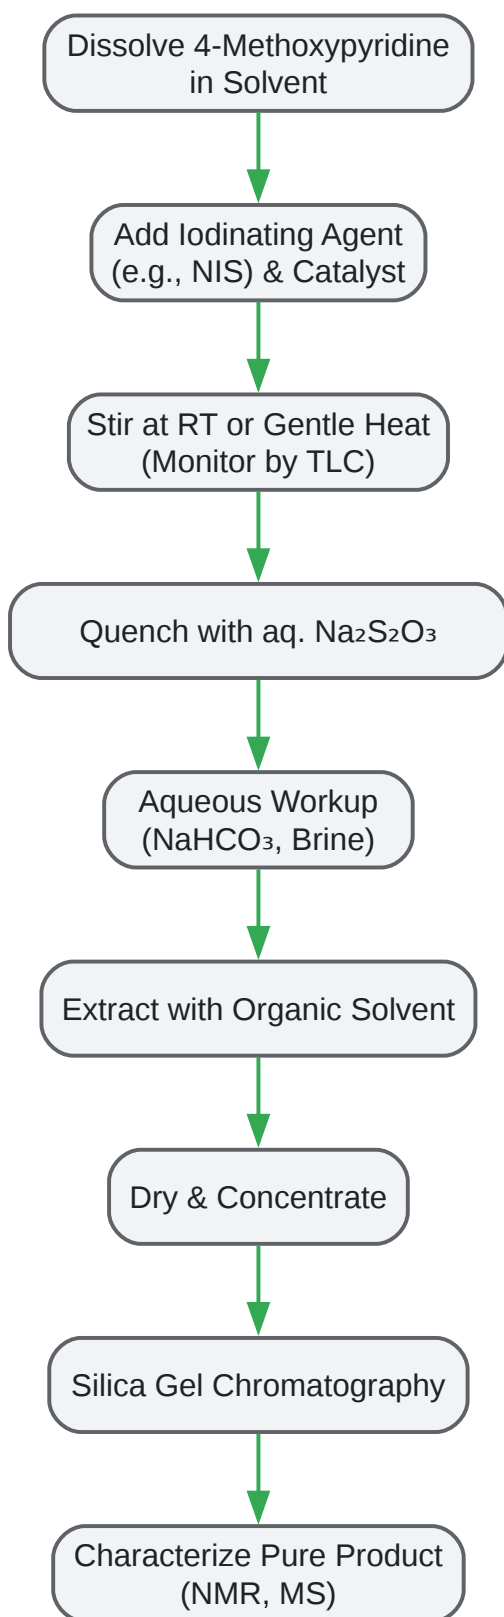 Dissolve 4-Methoxypyridine
in Solvent
Add Iodinating Agent
(e.g., NIS) & Catalyst
Stir at RT or Gentle Heat
(Monitor by TLC)
Quench with aq. Na₂S₂O₃
Aqueous Workup
(NaHCO₃, Brine)
Extract with Organic Solvent
Dry & Concentrate
Silica Gel Chromatography
Characterize Pure Product
(NMR, MS)